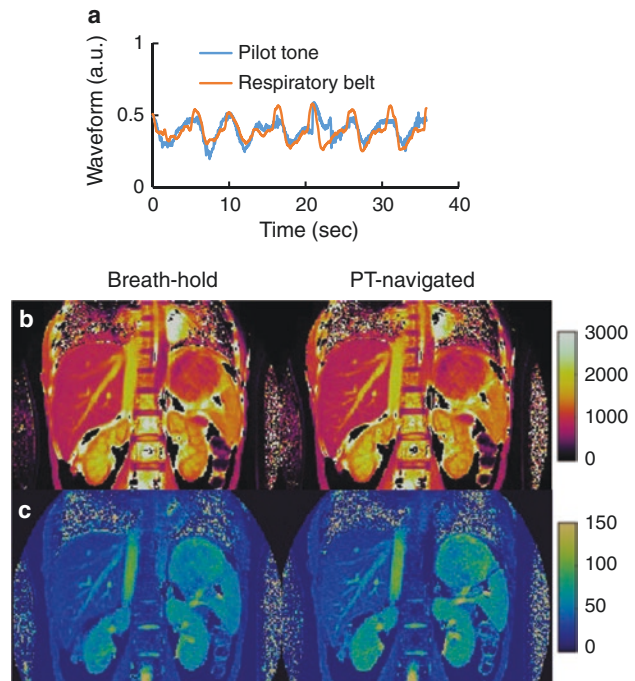 a
1
Pilot tone
Respiratory belt
Waveform (a.u.)
0.5
0
0
10
20
30
40
Time (sec)
Breath-hold
PT-navigated
b
3000
2000
1000
0
c
150
100
50
0